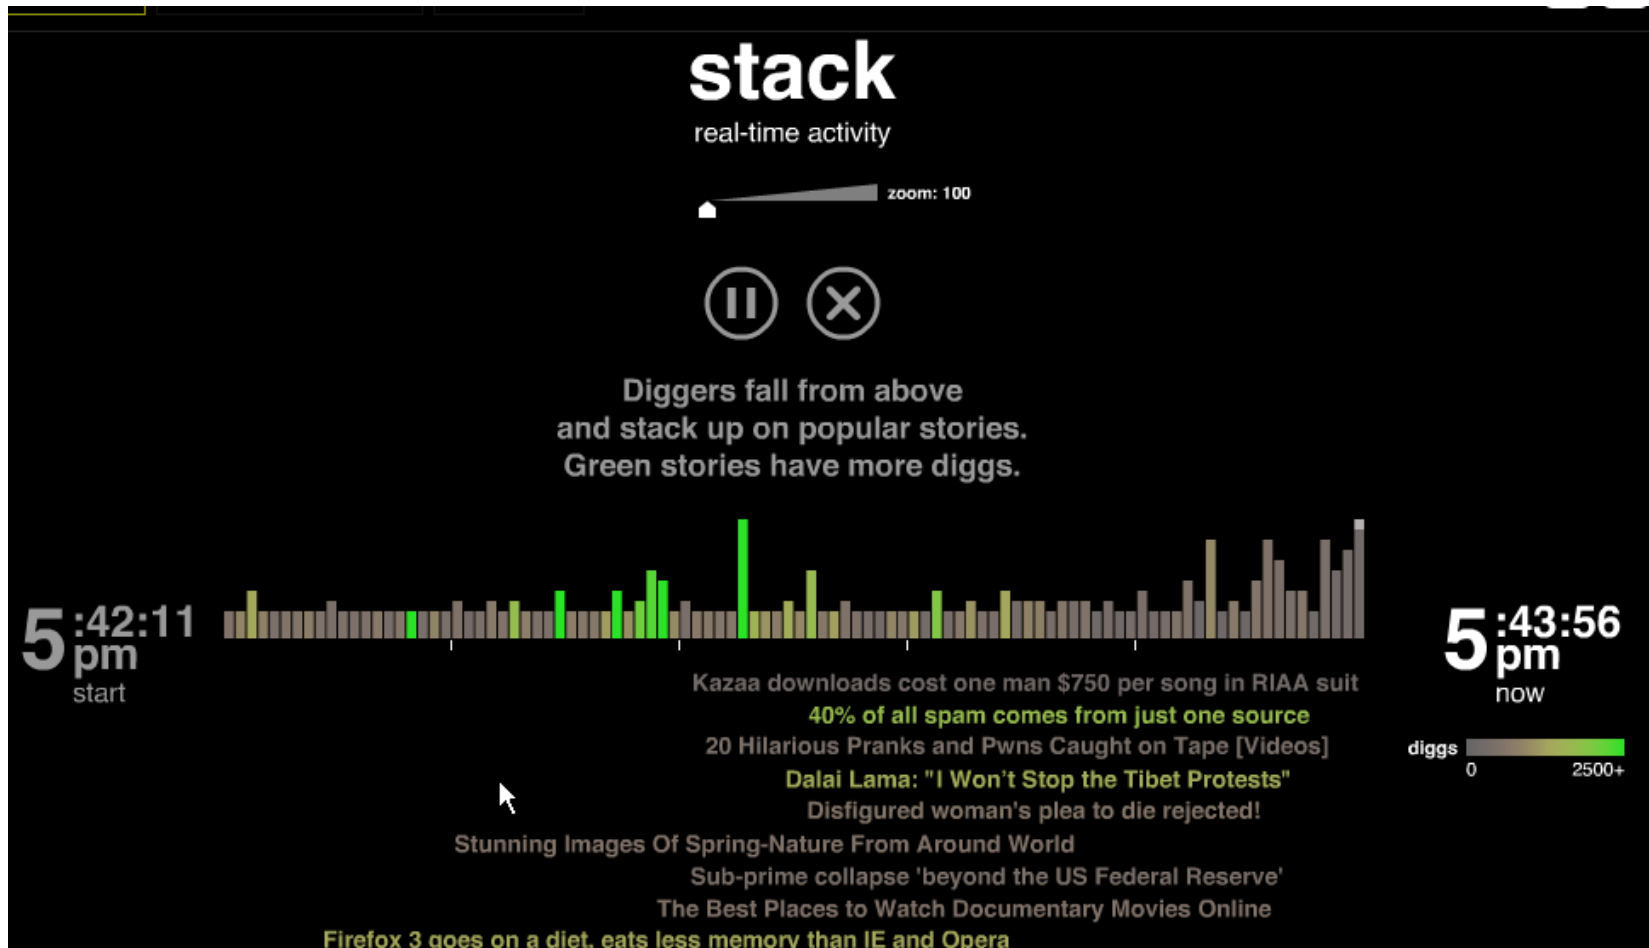 stack
real-time activity
zoom: 100
Diggers fall from above
and stack up on popular stories.
Green stories have more diggs.
5:42:11
pm
start
5:43:56
pm
now
Kazaa downloads cost one man $750 per song in RIAA suit
40% of all spam comes from just one source
20 Hilarious Pranks and Pwns Caught on Tape [Videos]
diggs
0
2500+
Dalai Lama: "I Won't Stop the Tibet Protests"
Disfigured woman's plea to die rejected!
Stunning Images Of Spring-Nature From Around World
Sub-prime collapse 'beyond the US Federal Reserve'
The Best Places to Watch Documentary Movies Online
Firefox 3 goes on a diet, eats less memory than IE and Opera